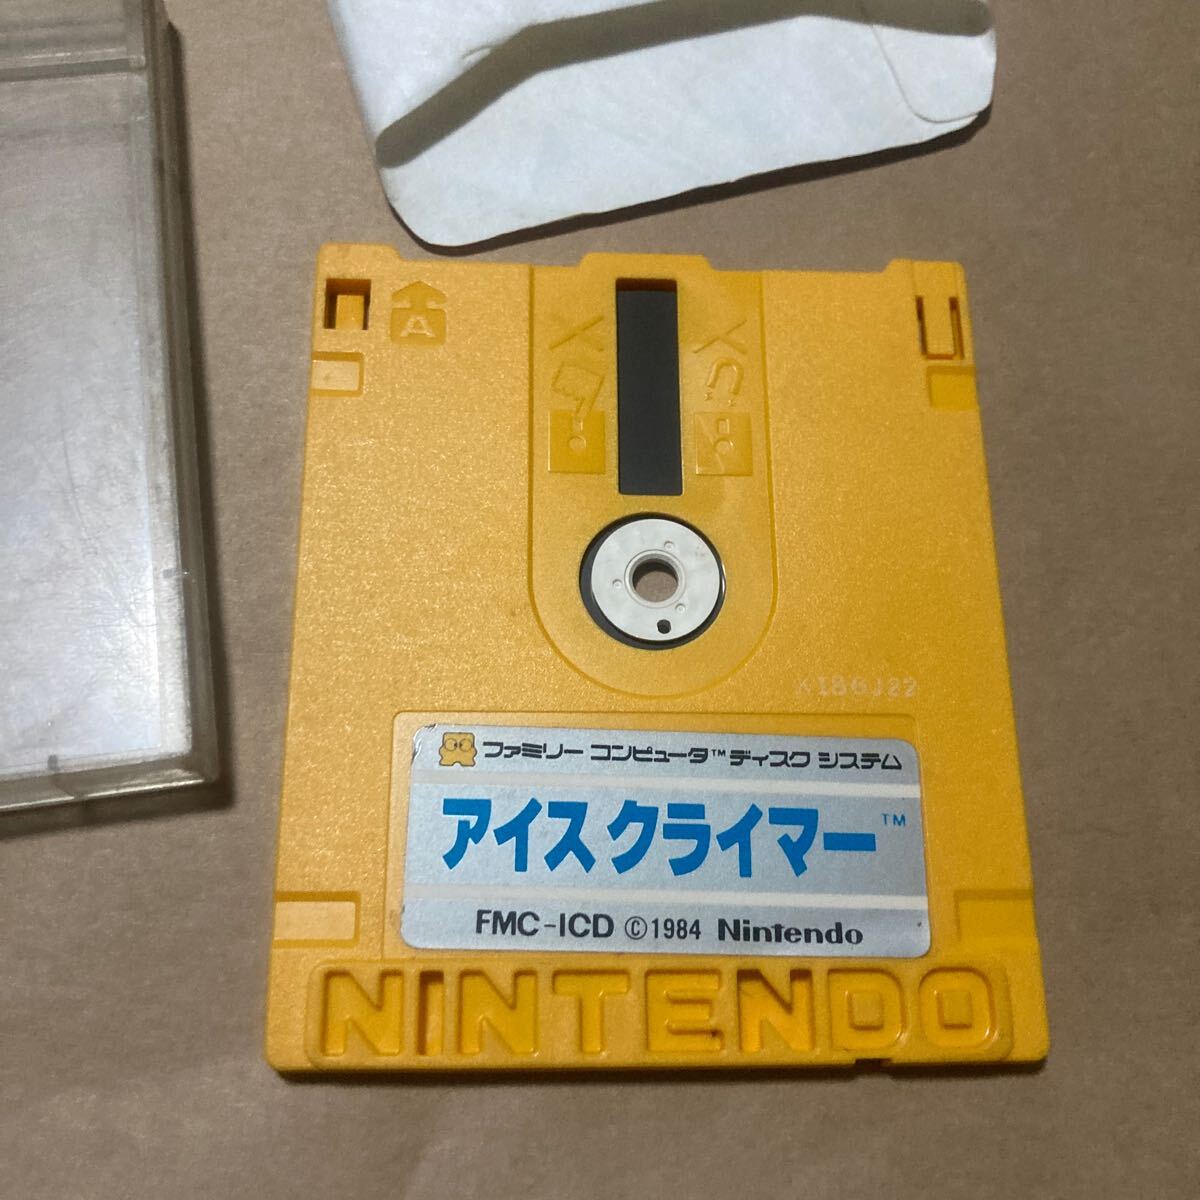 A
X186J22
ファミリー コンピュータ™ ディスク システム
アイスクライマー™
FMC-ICD ©1984 Nintendo
NINTENDO